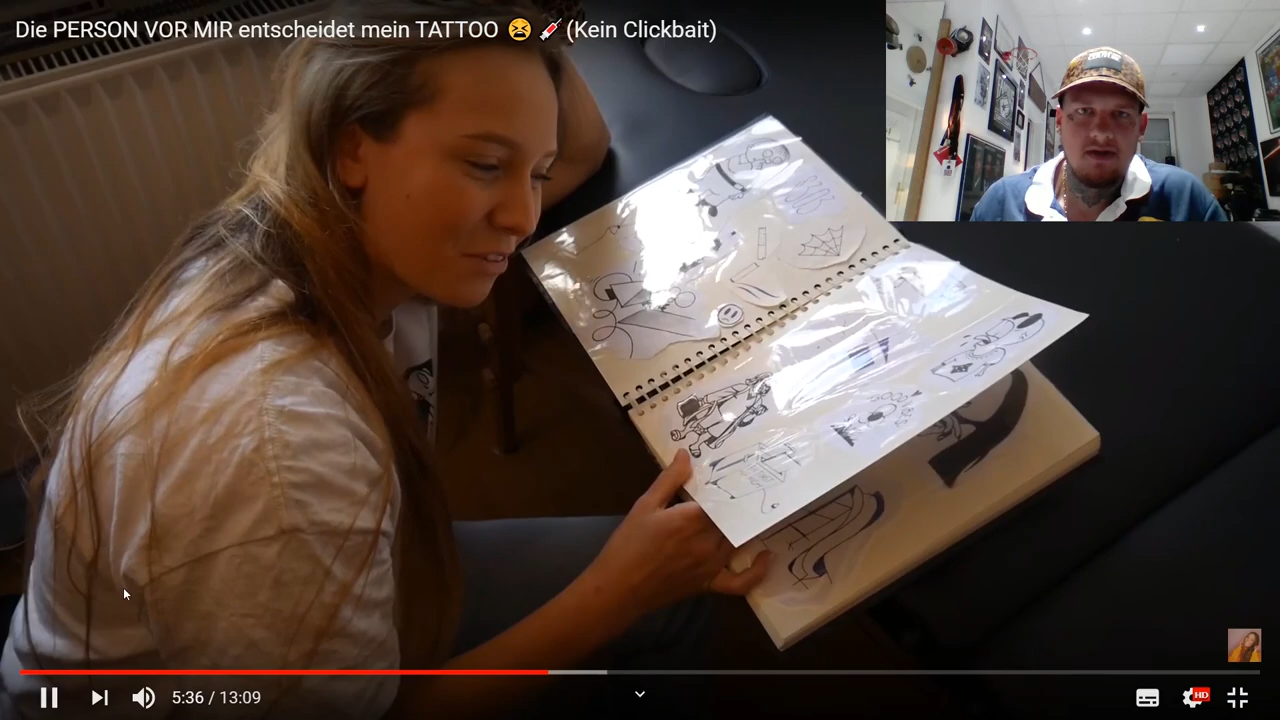 Die PERSON VOR MIR entscheidet mein TATTOO 😫 💉 (Kein Clickbait)
5:36 / 13:09
HD